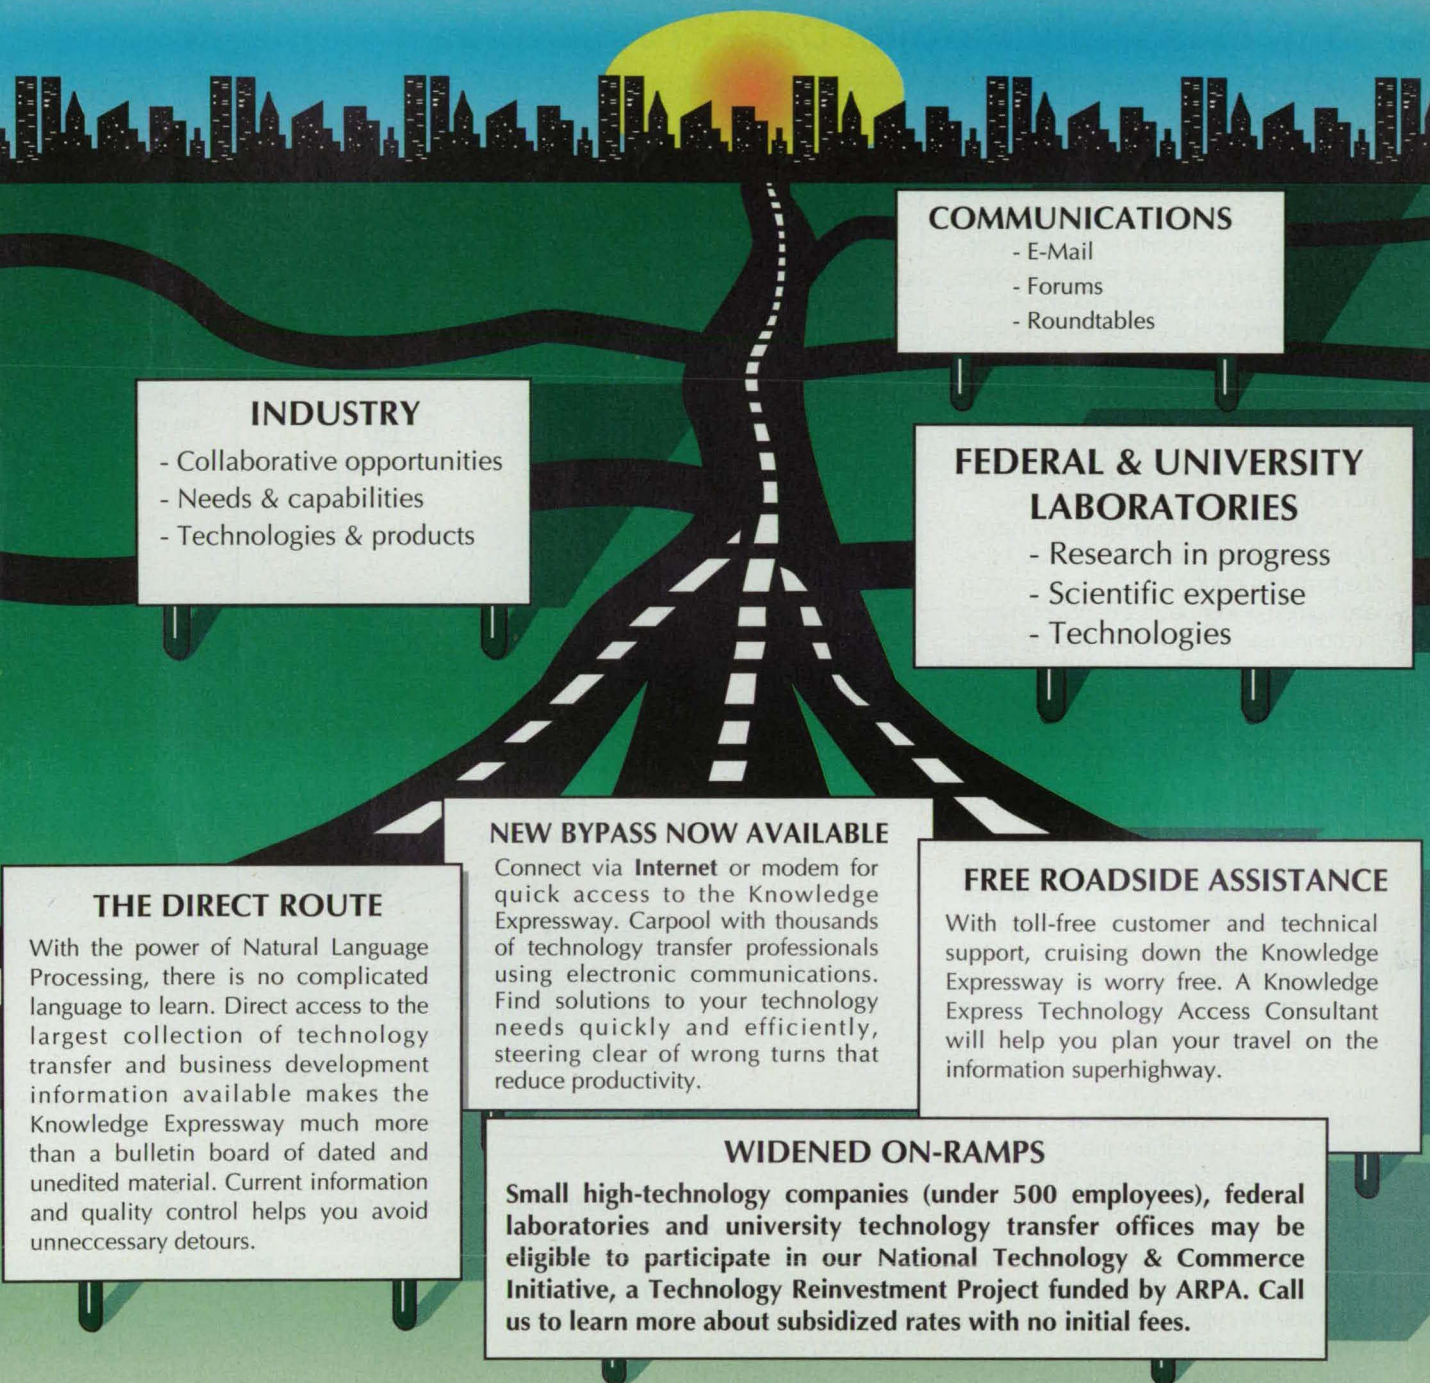 COMMUNICATIONS
- E-Mail
- Forums
- Roundtables
INDUSTRY
- Collaborative opportunities
- Needs & capabilities
- Technologies & products
FEDERAL & UNIVERSITY
LABORATORIES
- Research in progress
- Scientific expertise
- Technologies
THE DIRECT ROUTE
With the power of Natural Language
Processing, there is no complicated
language to learn. Direct access to the
largest collection of technology
transfer and business development
information available makes the
Knowledge Expressway much more
than a bulletin board of dated and
unedited material. Current information
and quality control helps you avoid
unneccessary detours.
NEW BYPASS NOW AVAILABLE
Connect via Internet or modem for
quick access to the Knowledge
Expressway. Carpool with thousands
of technology transfer professionals
using electronic communications.
Find solutions to your technology
needs quickly and efficiently,
steering clear of wrong turns that
reduce productivity.
FREE ROADSIDE ASSISTANCE
With toll-free customer and technical
support, cruising down the Knowledge
Expressway is worry free. A Knowledge
Express Technology Access Consultant
will help you plan your travel on the
information superhighway.
WIDENED ON-RAMPS
Small high-technology companies (under 500 employees), federal
laboratories and university technology transfer offices may be
eligible to participate in our National Technology & Commerce
Initiative, a Technology Reinvestment Project funded by ARPA. Call
us to learn more about subsidized rates with no initial fees.